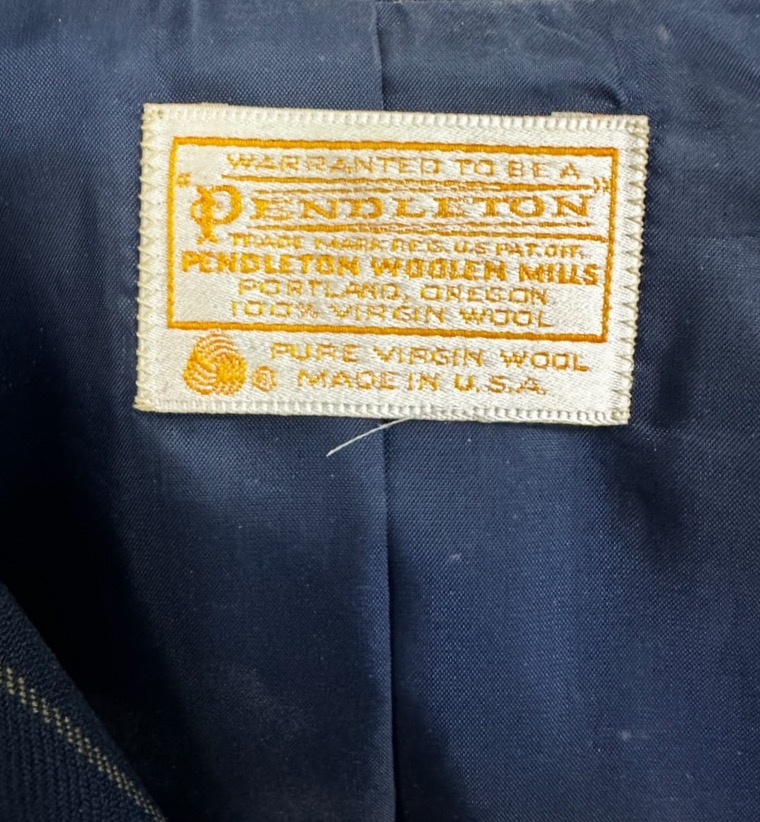 WARRANTED TO BE A
"PENDLETON"
TRADE MARK REG. U.S. PAT. OFF.
PENDLETON WOOLEN MILLS
PORTLAND, OREGON
100% VIRGIN WOOL
PURE VIRGIN WOOL
® MADE IN U.S.A.